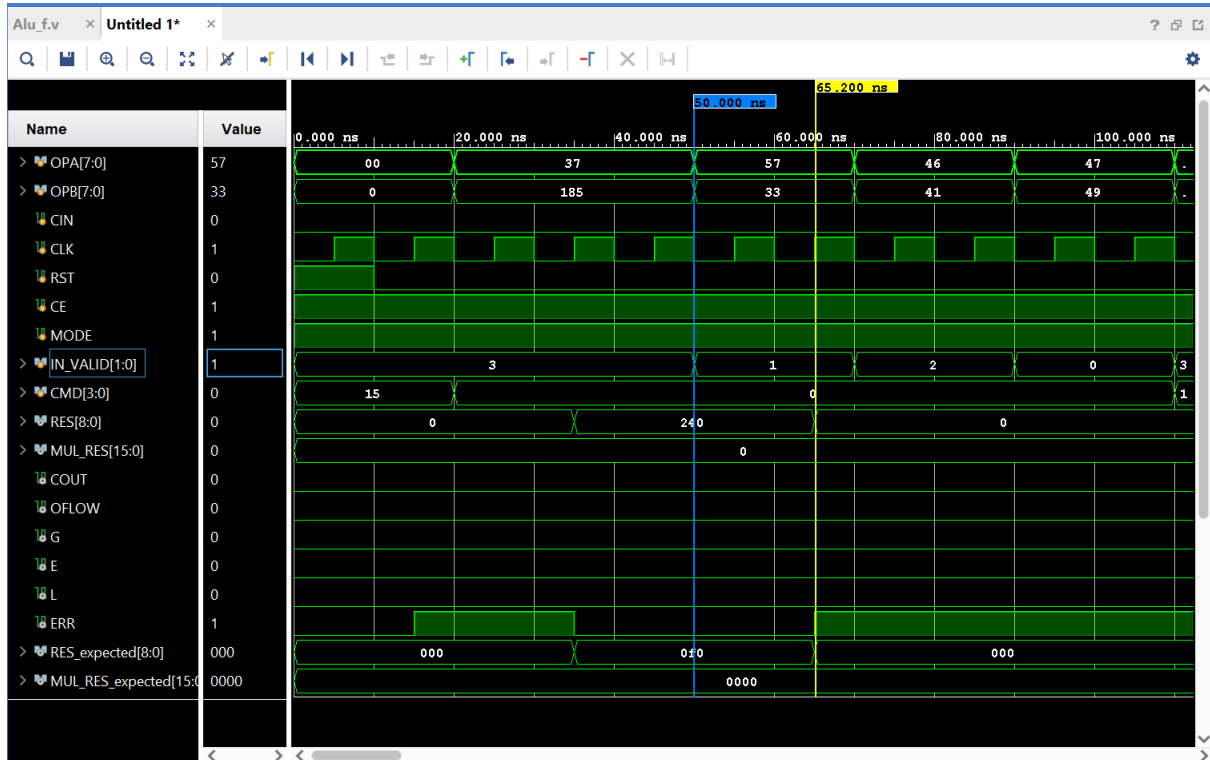 Alu_f.v × Untitled 1* × ?
65.200 ns
50.000 ns
Name Value 0.000 ns 20.000 ns 40.000 ns 60.000 ns 80.000 ns 100.000 ns
> OPA[7:0] 57 00 37 57 46 47 .
> OPB[7:0] 33 0 185 33 41 49 .
CIN 0
CLK 1
RST 0
CE 1
MODE 1
> IN_VALID[1:0] 1 3 1 2 0 3
> CMD[3:0] 0 15 0 1
> RES[8:0] 0 0 240 0
> MUL_RES[15:0] 0 0
COUT 0
OFLOW 0
G 0
E 0
L 0
ERR 1
> RES_expected[8:0] 000 000 0f0 000
> MUL_RES_expected[15:0 0000 0000